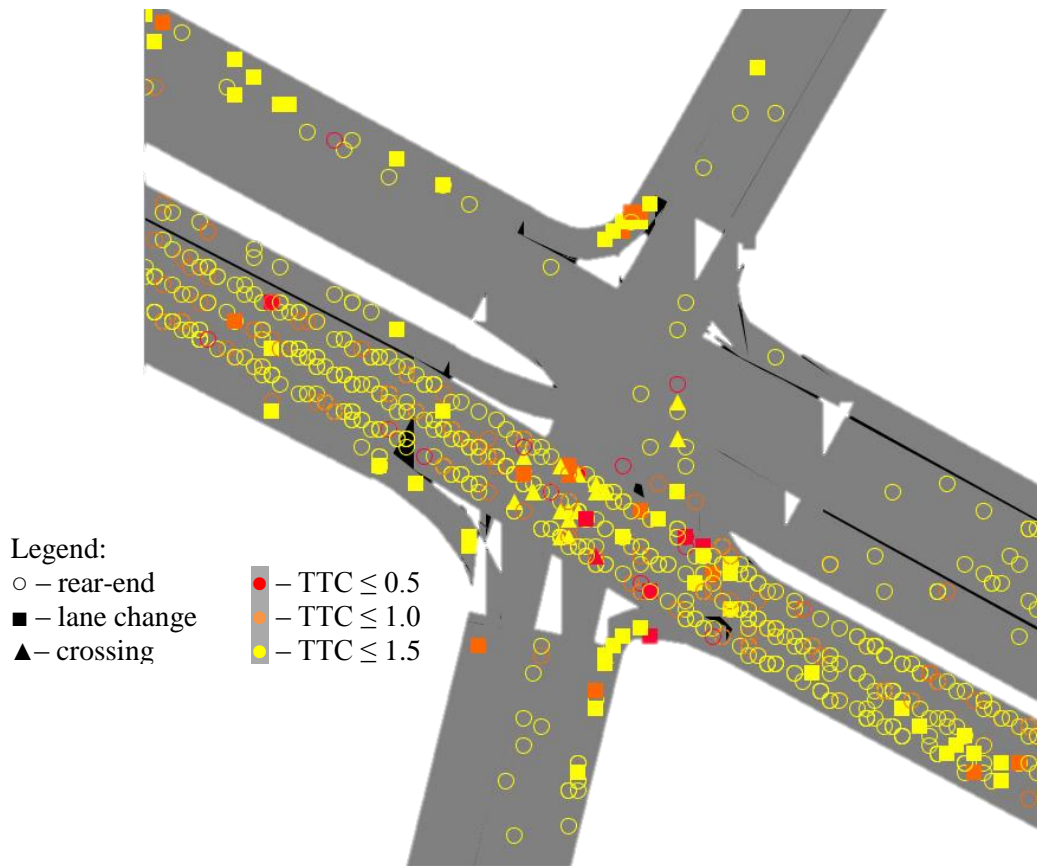 Legend:
○ – rear-end
■ – lane change
▲– crossing
● – TTC ≤ 0.5
● – TTC ≤ 1.0
● – TTC ≤ 1.5